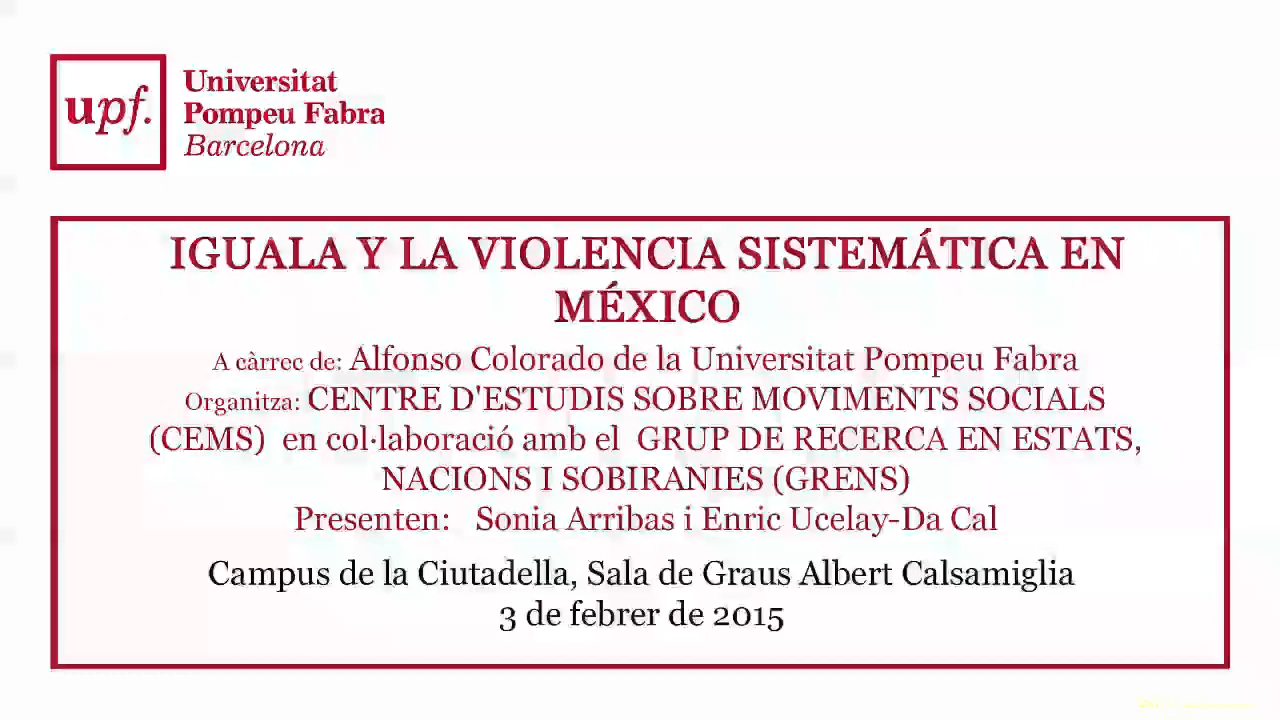 upf.
Universitat
Pompeu Fabra
Barcelona
IGUALA Y LA VIOLENCIA SISTEMÁTICA EN
MÉXICO
A càrrec de: Alfonso Colorado de la Universitat Pompeu Fabra
Organitza: CENTRE D'ESTUDIS SOBRE MOVIMENTS SOCIALS
(CEMS) en col·laboració amb el GRUP DE RECERCA EN ESTATS,
NACIONS I SOBIRANIES (GRENS)
Presenten: Sonia Arribas i Enric Ucelay-Da Cal
Campus de la Ciutadella, Sala de Graus Albert Calsamiglia
3 de febrer de 2015